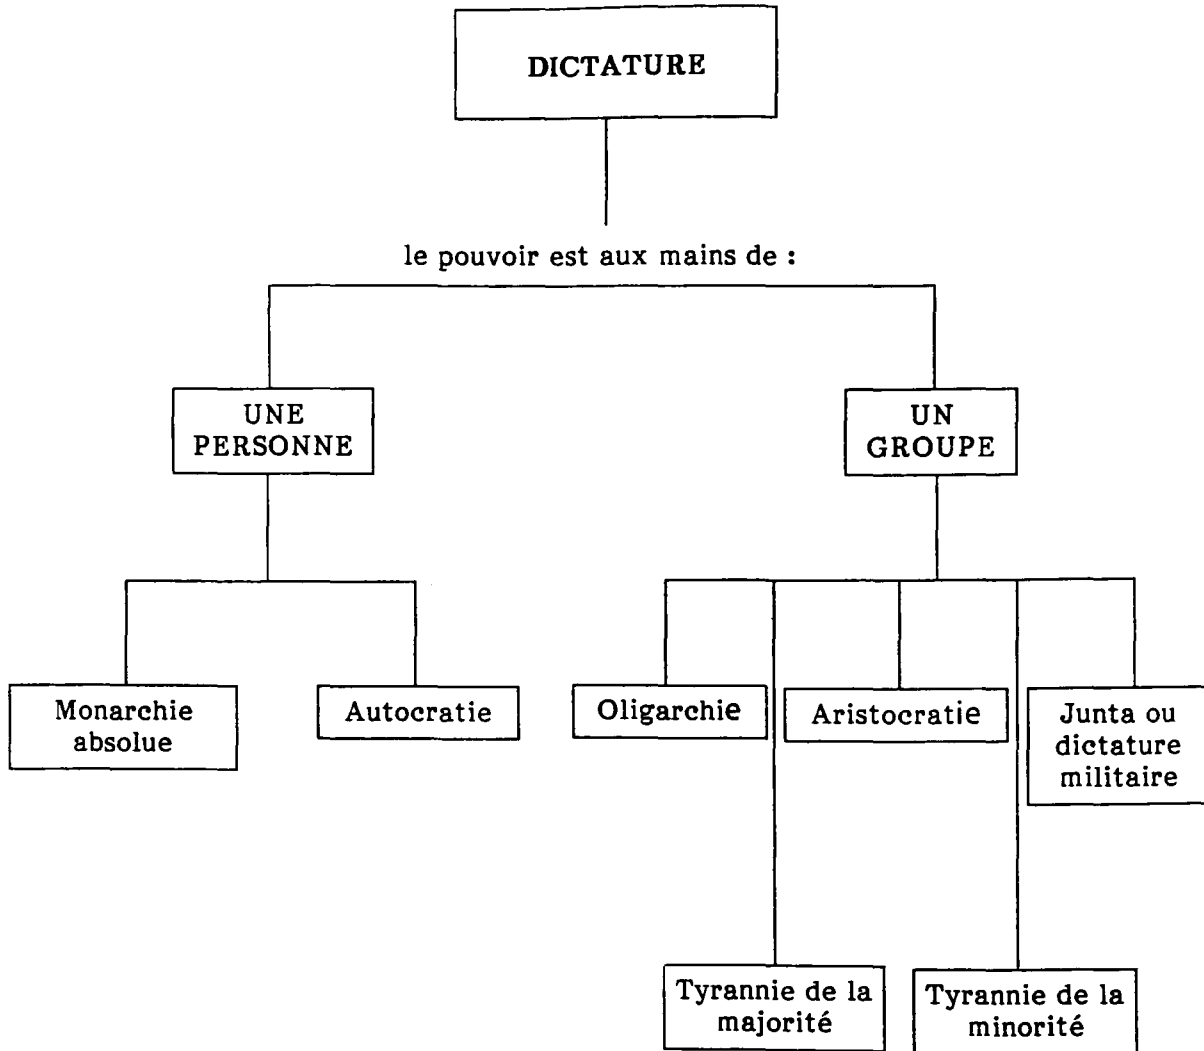 DICTATURE
le pouvoir est aux mains de :
UNE
PERSONNE
UN
GROUPE
Monarchie
absolue
Autocratie
Oligarchie
Aristocratie
Junta ou
dictature
militaire
Tyrannie de la
majorité
Tyrannie de la
minorité